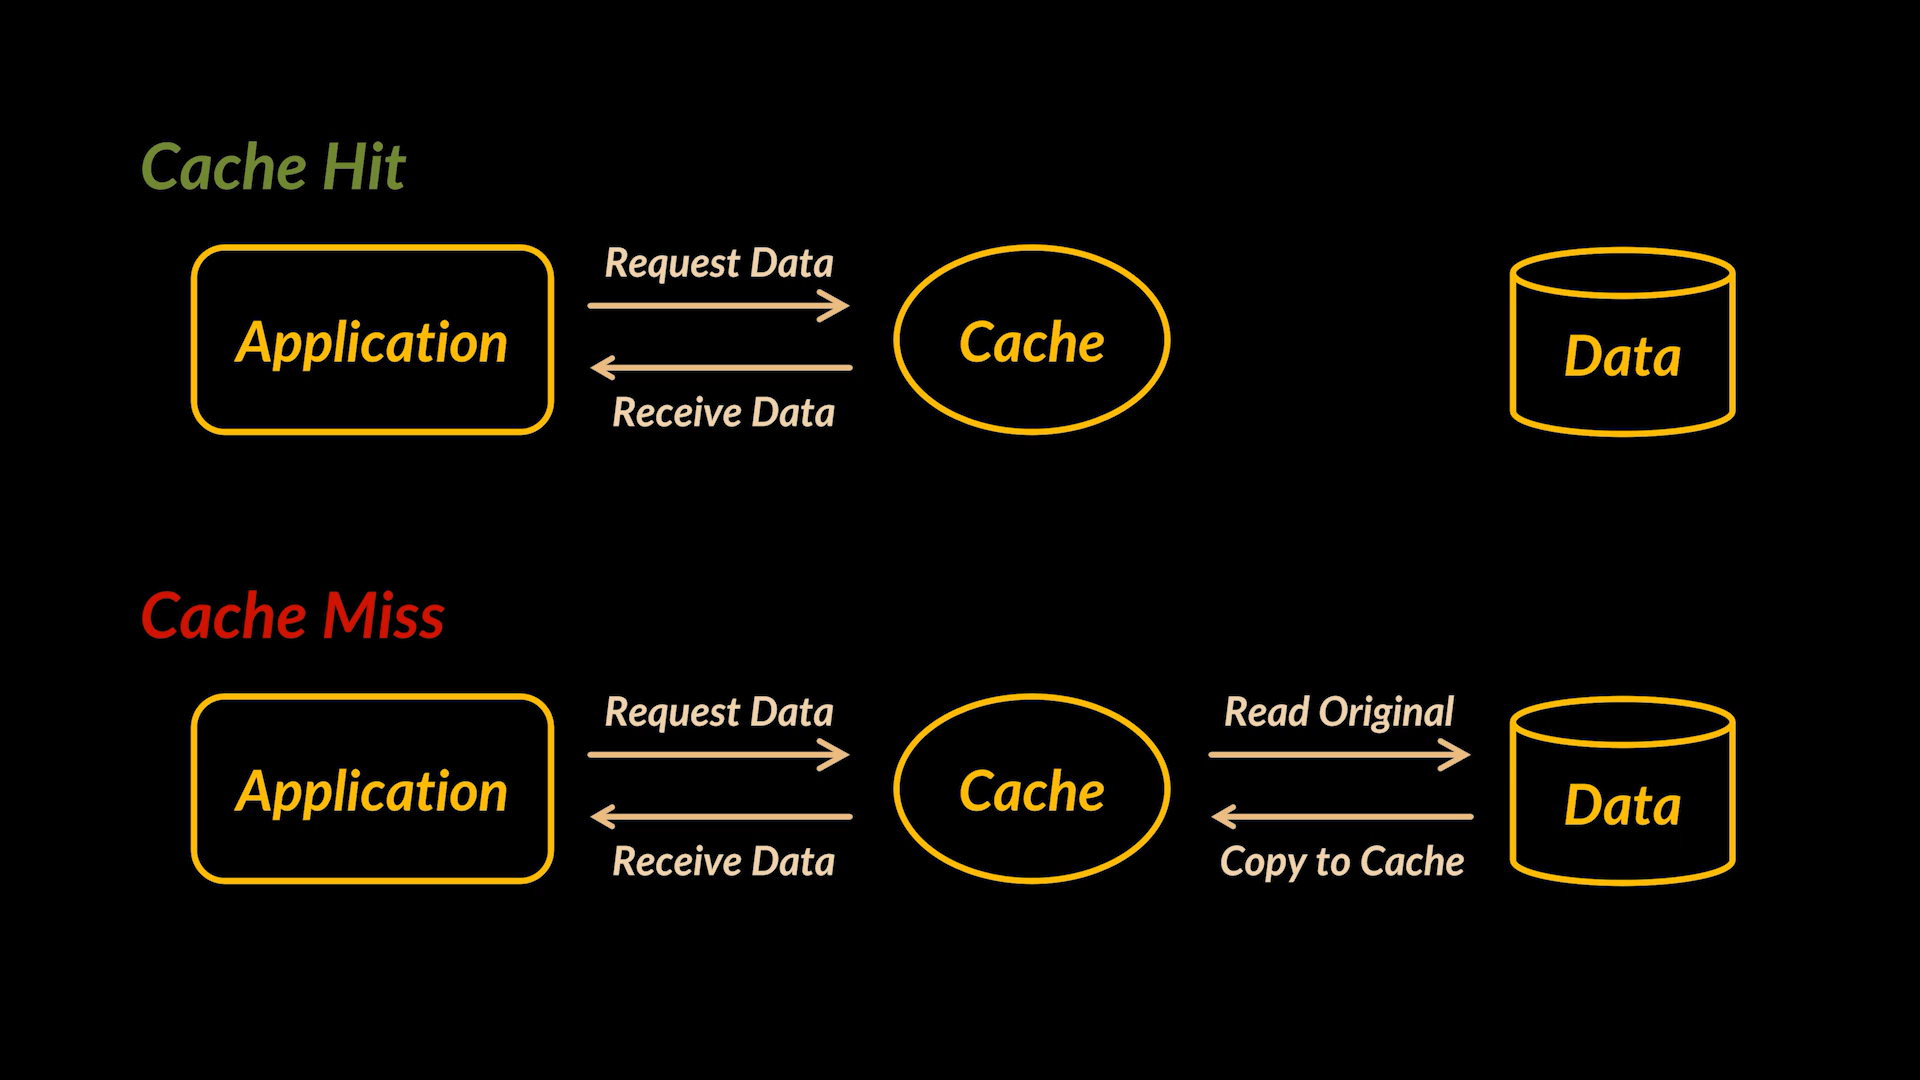 Cache Hit
Application
Request Data
Receive Data
Cache
Data
Cache Miss
Application
Request Data
Receive Data
Cache
Read Original
Copy to Cache
Data